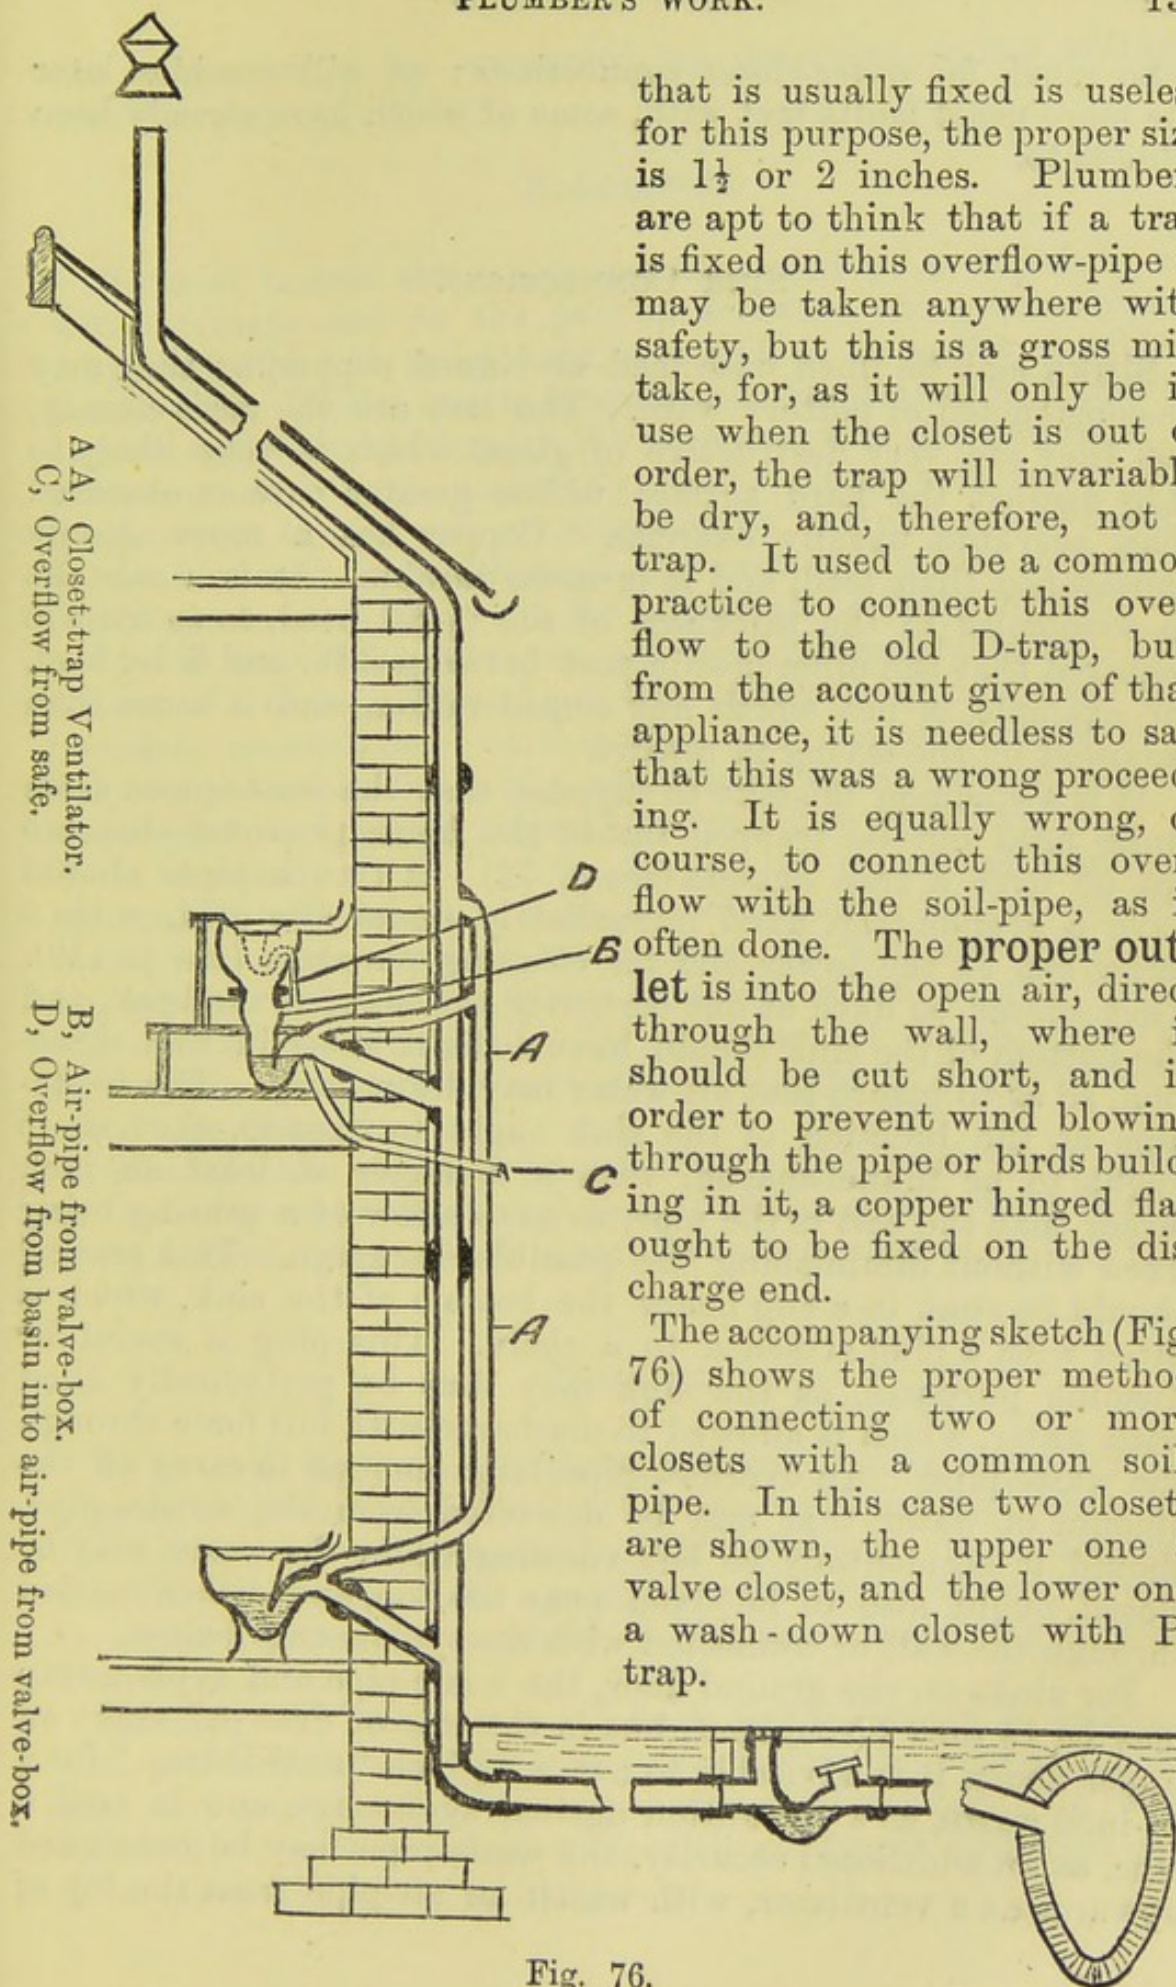 PLUMBER'S WORK.
that is usually fixed is useles
for this purpose, the proper siz
is 1½ or 2 inches. Plumber
are apt to think that if a tra
is fixed on this overflow-pipe
may be taken anywhere wit
safety, but this is a gross mi
take, for, as it will only be i
use when the closet is out o
order, the trap will invariabl
be dry, and, therefore, not
trap. It used to be a commo
practice to connect this over
flow to the old D-trap, bu
from the account given of tha
appliance, it is needless to sa
that this was a wrong proceed
ing. It is equally wrong, o
course, to connect this over
flow with the soil-pipe, as i
often done. The proper out
let is into the open air, direc
through the wall, where i
should be cut short, and i
order to prevent wind blowin
through the pipe or birds build
ing in it, a copper hinged fla
ought to be fixed on the dis
charge end.
The accompanying sketch (Fig
76) shows the proper metho
of connecting two or mor
closets with a common soil
pipe. In this case two closet
are shown, the upper one
valve closet, and the lower on
a wash-down closet with P
trap.
A A, Closet-trap Ventilator.
C, Overflow from safe.
B, Air-pipe from valve-box.
D, Overflow from basin into air-pipe from valve-box.
D
B
A
C
A
Fig. 76.